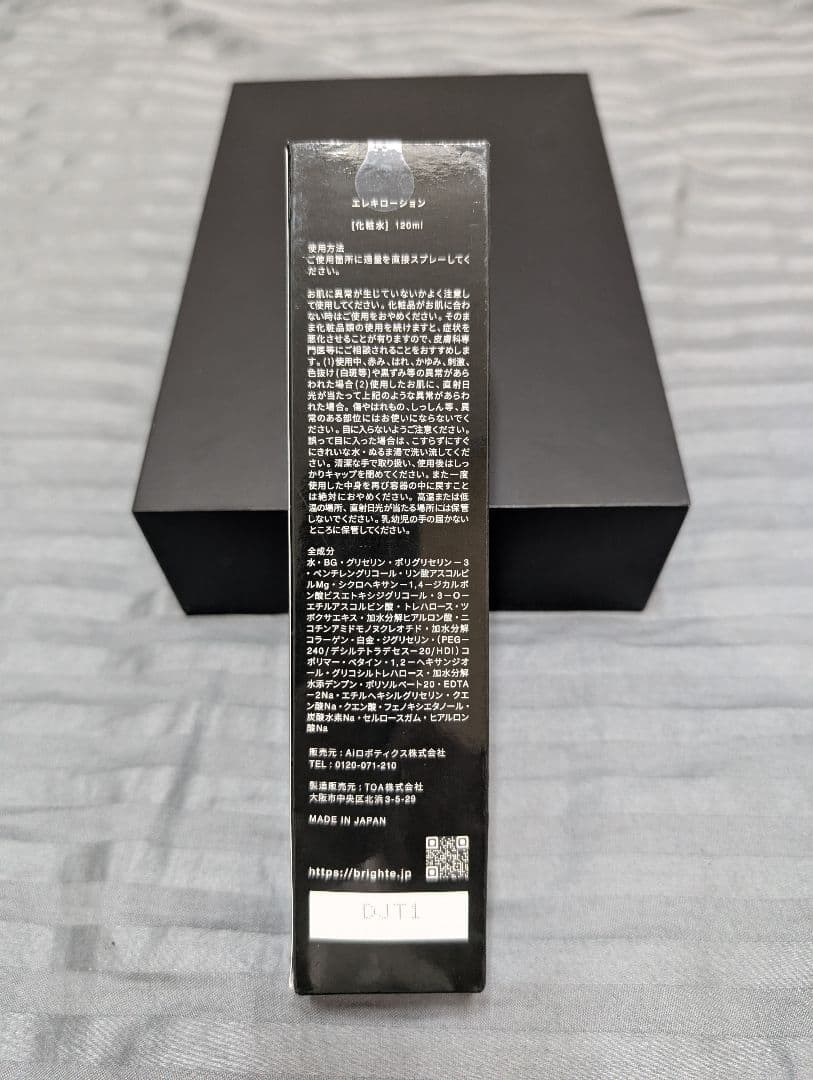 エレキローション
[化粧水] 120ml
使用方法
ご使用箇所に適量を直接スプレーしてく
ださい。
お肌に異常が生じていないかよく注意し
て使用してください。化粧品がお肌に合わ
ない時はご使用をおやめください。そのま
ま化粧品類の使用を続けますと、症状を
悪化させることが有りますので、皮膚科専
門医等にご相談されることをおすすめしま
す。(1)使用中、赤み、はれ、かゆみ、刺激、
色抜け(白斑等)や黒ずみ等の異常があら
われた場合(2)使用したお肌に、直射日
光が当たって上記のような異常があらわ
れた場合。傷やはれもの、しっしん等、異
常のある部位にはお使いにならないでく
ださい。目に入らないようご注意ください。
誤って目に入った場合は、こすらずにすぐ
にきれいな水・ぬるま湯で洗い流してくだ
さい。清潔な手で取り扱い、使用後はしっ
かりキャップを閉めてください。また一度
使用した中身を再び容器の中に戻すこと
は絶対におやめください。高温または低
温の場所、直射日光が当たる場所には保管
しないでください。乳幼児の手の届かない
ところに保管してください。
全成分
水・BG・グリセリン・ポリグリセリン－3
・ペンチレングリコール・リン酸アスコルビ
ルMg・シクロヘキサン－1,4－ジカルボ
ン酸ビスエトキシジグリコール・3－O－
エチルアスコルビン酸・トレハロース・ツ
ボクサエキス・加水分解ヒアルロン酸・ニ
コチンアミドモノヌクレオチド・加水分解
コラーゲン・白金・ジグリセリン・(PEG－
240/デシルテトラデセス－20/HDI)コ
ポリマー・ベタイン・1,2－ヘキサンジオ
ール・グリコシルトレハロース・加水分解
水添デンプン・ポリソルベート20・EDTA
－2Na・エチルヘキシルグリセリン・クエ
ン酸Na・クエン酸・フェノキシエタノール・
炭酸水素Na・セルロースガム・ヒアルロン
酸Na
販売元：Aiロボティクス株式会社
TEL：0120-071-210
製造販売元：TOA株式会社
大阪市中央区北浜3-5-29
MADE IN JAPAN
https://brighte.jp
DJT1